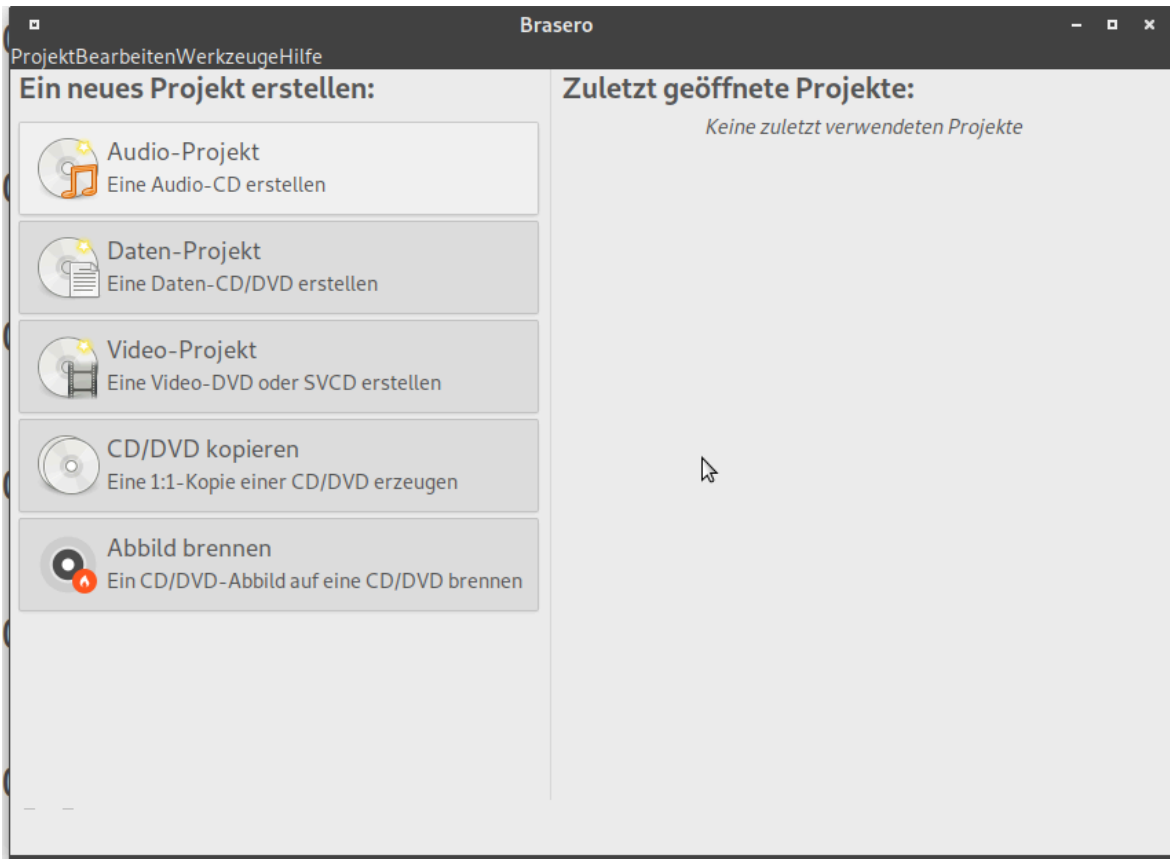 Brasero
ProjektBearbeitenWerkzeugeHilfe
Ein neues Projekt erstellen:
Audio-Projekt
Eine Audio-CD erstellen
Daten-Projekt
Eine Daten-CD/DVD erstellen
Video-Projekt
Eine Video-DVD oder SVCD erstellen
CD/DVD kopieren
Eine 1:1-Kopie einer CD/DVD erzeugen
Abbild brennen
Ein CD/DVD-Abbild auf eine CD/DVD brennen
Zuletzt geöffnete Projekte:
Keine zuletzt verwendeten Projekte